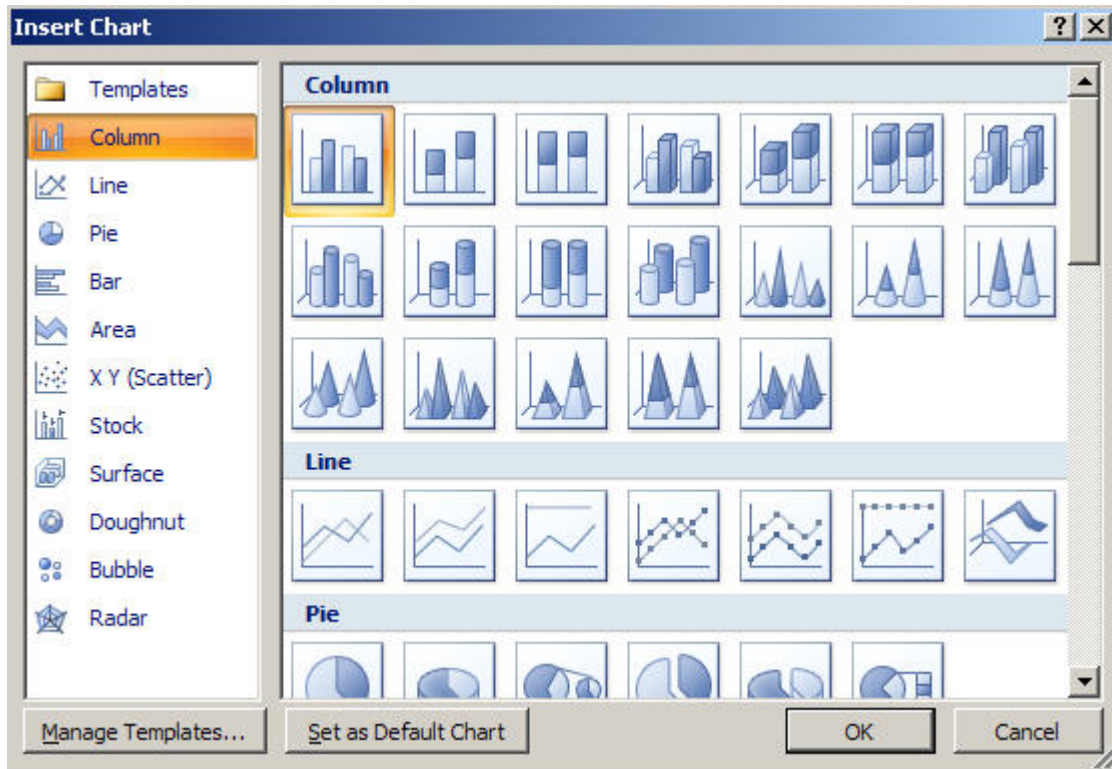 Insert Chart
Templates
Column
Line
Pie
Bar
Area
X Y (Scatter)
Stock
Surface
Doughnut
Bubble
Radar
Column
Line
Pie
Manage Templates...
Set as Default Chart
OK
Cancel